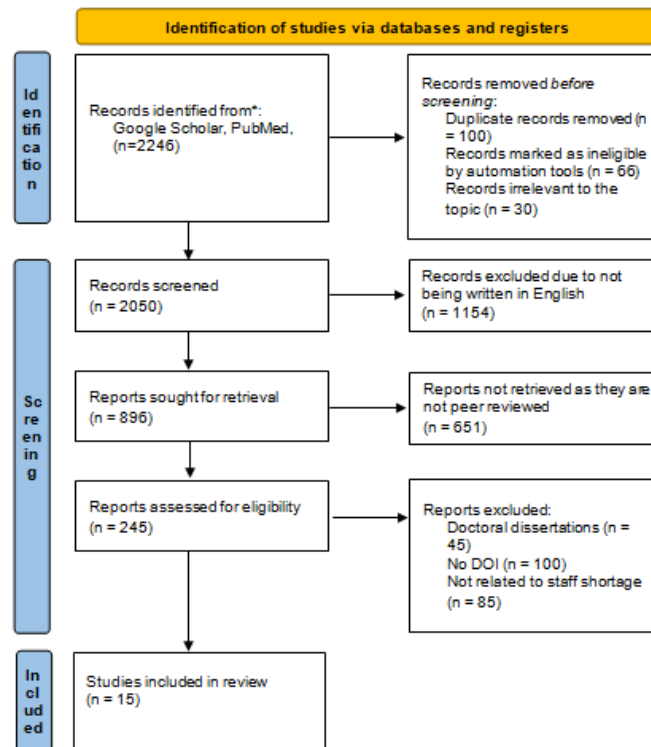 Identification of studies via databases and registers
Id
en
tifi
ca
tio
n
Records identified from*:
Google Scholar, PubMed,
(n=2246)
Records removed before
screening:
Duplicate records removed (n
= 100)
Records marked as ineligible
by automation tools (n = 66)
Records irrelevant to the
topic (n = 30)
Sc
re
en
in
g
Records screened
(n = 2050)
Records excluded due to not
being written in English
(n = 1154)
Reports sought for retrieval
(n = 896)
Reports not retrieved as they are
not peer reviewed
(n = 651)
Reports assessed for eligibility
(n = 245)
Reports excluded:
Doctoral dissertations (n =
45)
No DOI (n = 100)
Not related to staff shortage
(n = 85)
In
cl
ud
ed
Studies included in review
(n = 15)